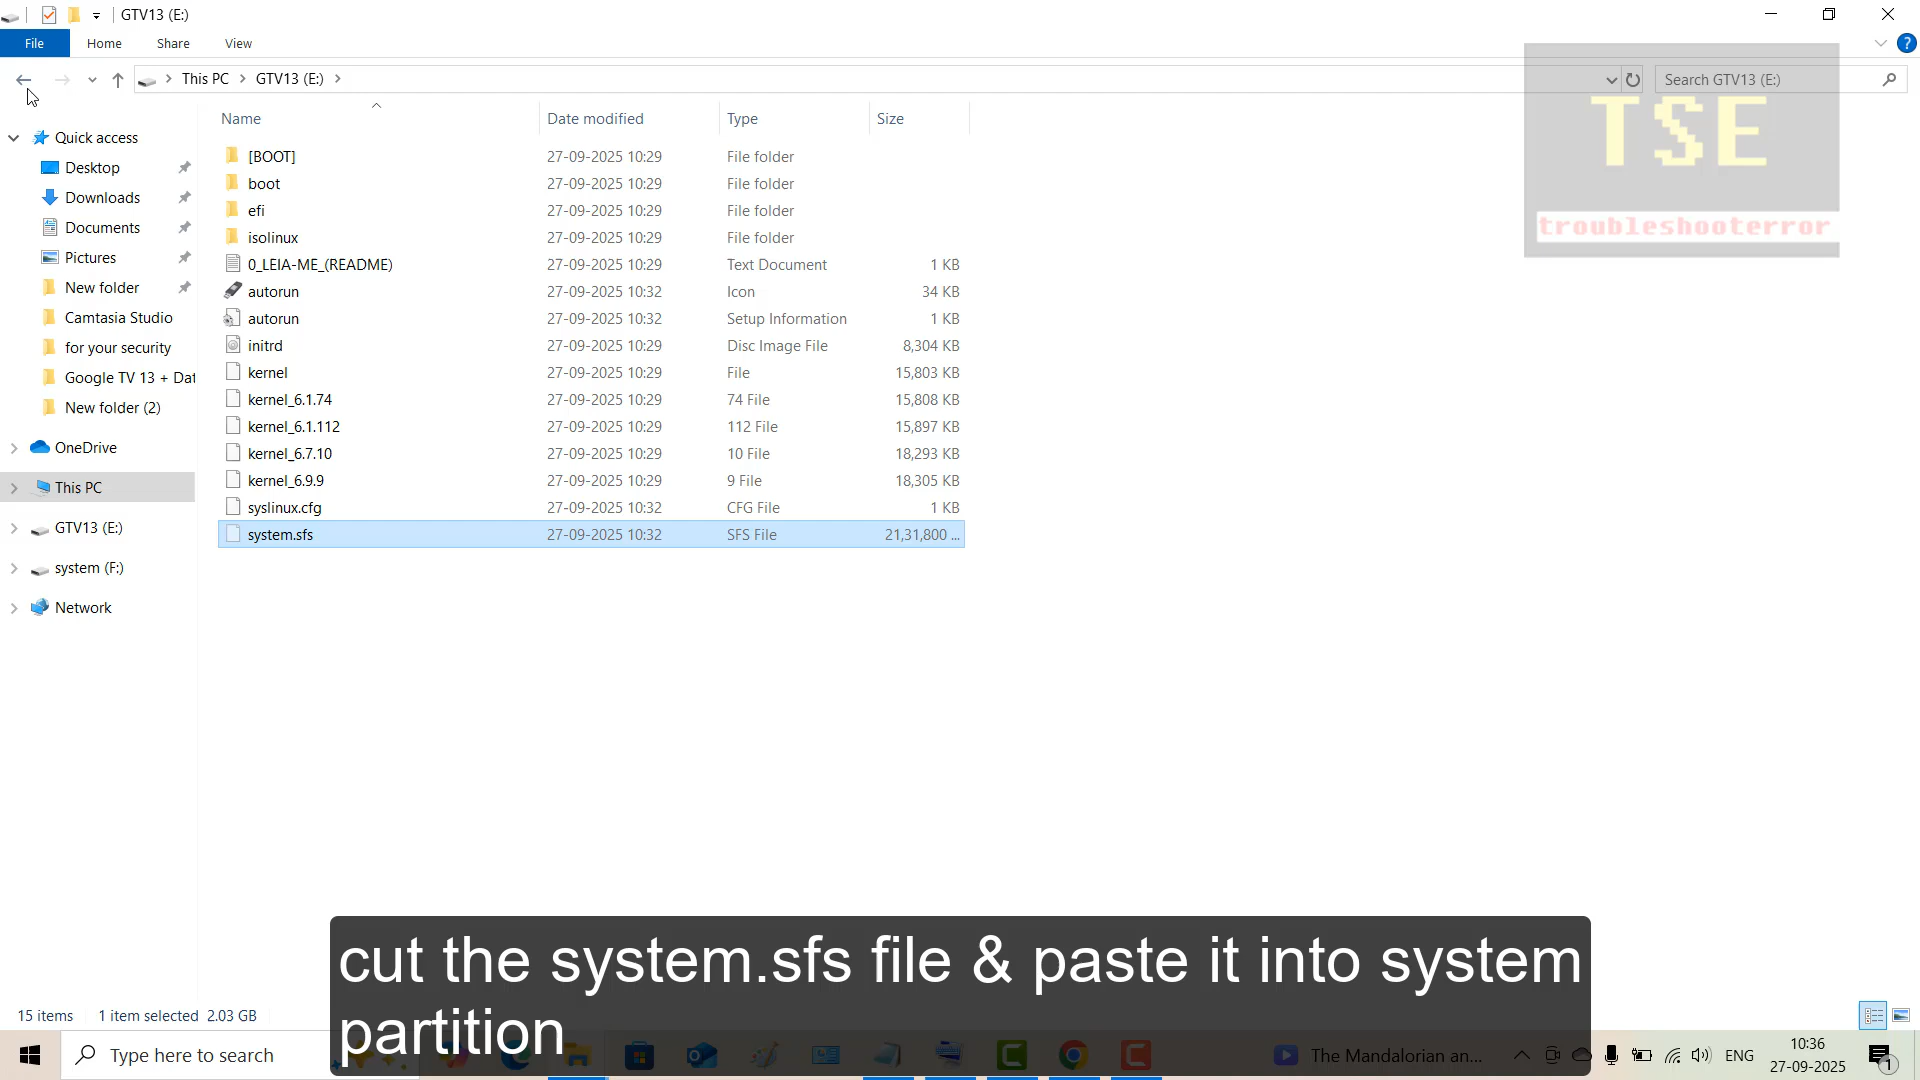 GTV13 (E:)
File
Home
Share
View
This PC
GTV13 (E:)
Search GTV13 (E:)
TSE
troubleshooterror
Name
Date modified
Type
Size
Quick access
Desktop
Downloads
Documents
Pictures
New folder
Camtasia Studio
for your security
Google TV 13 + Dat
New folder (2)
OneDrive
This PC
GTV13 (E:)
system (F:)
Network
[BOOT] 27-09-2025 10:29 File folder
boot 27-09-2025 10:29 File folder
efi 27-09-2025 10:29 File folder
isolinux 27-09-2025 10:29 File folder
0_LEIA-ME_(README) 27-09-2025 10:29 Text Document 1 KB
autorun 27-09-2025 10:32 Icon 34 KB
autorun 27-09-2025 10:32 Setup Information 1 KB
initrd 27-09-2025 10:29 Disc Image File 8,304 KB
kernel 27-09-2025 10:29 File 15,803 KB
kernel_6.1.74 27-09-2025 10:29 74 File 15,808 KB
kernel_6.1.112 27-09-2025 10:29 112 File 15,897 KB
kernel_6.7.10 27-09-2025 10:29 10 File 18,293 KB
kernel_6.9.9 27-09-2025 10:29 9 File 18,305 KB
syslinux.cfg 27-09-2025 10:32 CFG File 1 KB
system.sfs 27-09-2025 10:32 SFS File 21,31,800 ...
cut the system.sfs file & paste it into system
partition
15 items 1 item selected 2.03 GB
Type here to search
The Mandalorian an...
ENG
10:36
27-09-2025
1